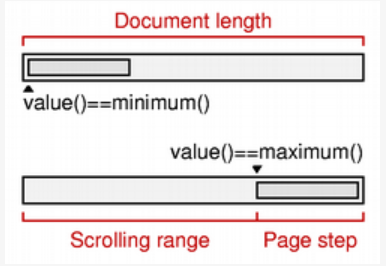 Document length
value()==minimum()
value()==maximum()
Scrolling range Page step